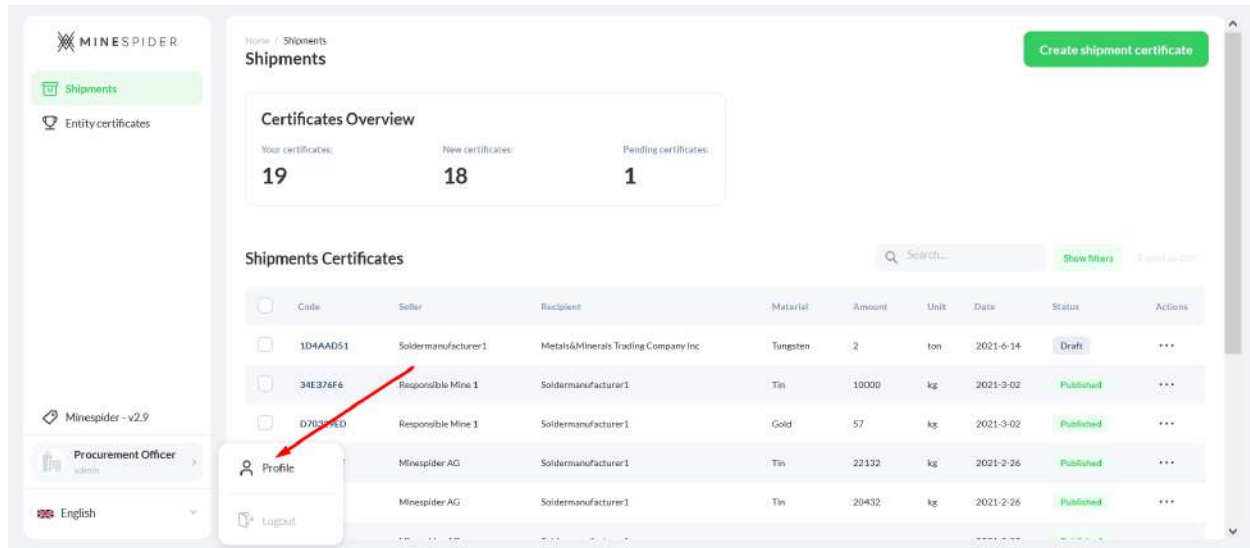 MINESPIDER
Shipments
Entity certificates
Minespider - v2.9
Procurement Officer
admin
English
Profile
Logout
Home / Shipments
Shipments
Create shipment certificate
Certificates Overview
Your certificates: New certificates: Pending certificates:
19 18 1
Shipments Certificates
Search...
Show filters
Export as CSV
Code Seller Recipient Material Amount Unit Date Status Actions
1D4AAD51 Soldermanufacturer1 Metals&Minerals Trading Company Inc Tungsten 2 ton 2021-6-14 Draft
34E376F6 Responsible Mine 1 Soldermanufacturer1 Tin 10000 kg 2021-3-02 Published
Responsible Mine 1 Soldermanufacturer1 Gold 57 kg 2021-3-02 Published
Minespider AG Soldermanufacturer1 Tin 22132 kg 2021-2-26 Published
Minespider AG Soldermanufacturer1 Tin 20432 kg 2021-2-26 Published